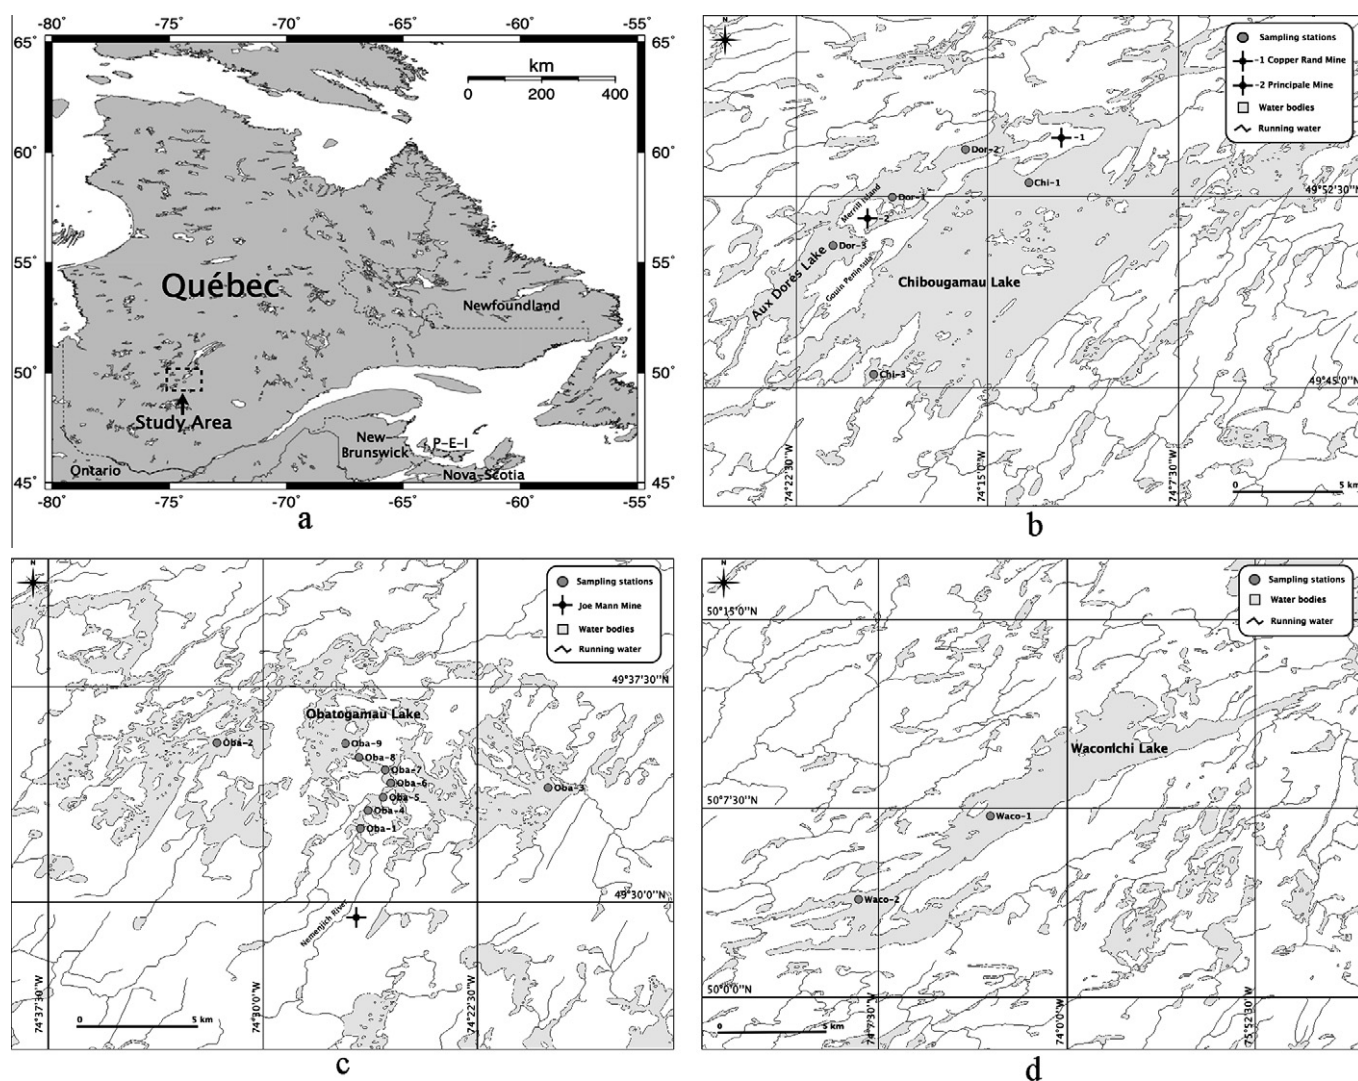 -80° -75° -70° -65° -60° -55°
65° 65°
km
0 200 400
60° 60°
Québec
55° 55°
Newfoundland
50° 50°
Study Area
New-
Brunswick
P-E-I
Ontario
Nova-Scotia
45° 45°
-80° -75° -70° -65° -60° -55°
a
N
Sampling stations
-1 Copper Rand Mine
-2 Principale Mine
Water bodies
Running water
-1
Dor-2
Chi-1
49°52'30''N
Merrill Island
Dor-1
-2
Dor-3
Aux Dorés Lake
Gouin Peninsula
Chibougamau Lake
Chi-3
49°45'0''N
74°22'30''W
74°15'0''W
74°7'30''W
0 5 km
b
N
Sampling stations
Joe Mann Mine
Water bodies
Running water
49°37'30''N
Obatogamau Lake
Oba-2
Oba-9
Oba-8
Oba-7
Oba-6
Oba-3
Oba-5
Oba-4
Oba-1
49°30'0''N
Nemenjich River
74°37'30''W
74°30'0''W
74°22'30''W
0 5 km
c
N
Sampling stations
Water bodies
Running water
50°15'0''N
Waconichi Lake
50°7'30''N
Waco-1
Waco-2
50°0'0''N
74°7'30''W
74°0'0''W
75°52'30''W
0 5 km
d